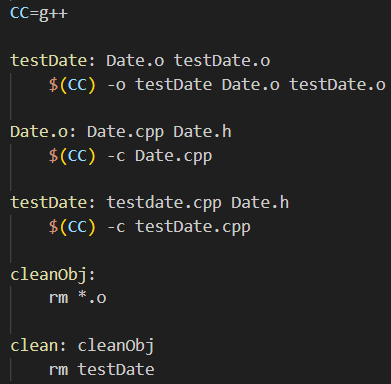 CC=g++
testDate: Date.o testDate.o
$(CC) -o testDate Date.o testDate.o
Date.o: Date.cpp Date.h
$(CC) -c Date.cpp
testDate: testdate.cpp Date.h
$(CC) -c testDate.cpp
cleanObj:
rm *.o
clean: cleanObj
rm testDate